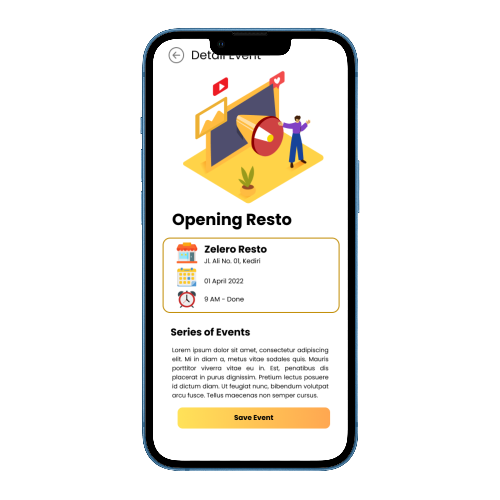 Detail Event
Opening Resto
Zelero Resto
Jl. Ali No. 01, Kediri
01 April 2022
9 AM - Done
Series of Events
Lorem ipsum dolor sit amet, consectetur adipiscing
elit. Mi in diam a, metus vitae sodales quis. Mauris
porttitor viverra vitae eu in. Est, penatibus dis
placerat in purus dignissim. Pretium lectus posuere
id dictum diam. Ut feugiat nunc, bibendum volutpat
arcu fusce. Tellus maecenas non semper cursus.
Save Event